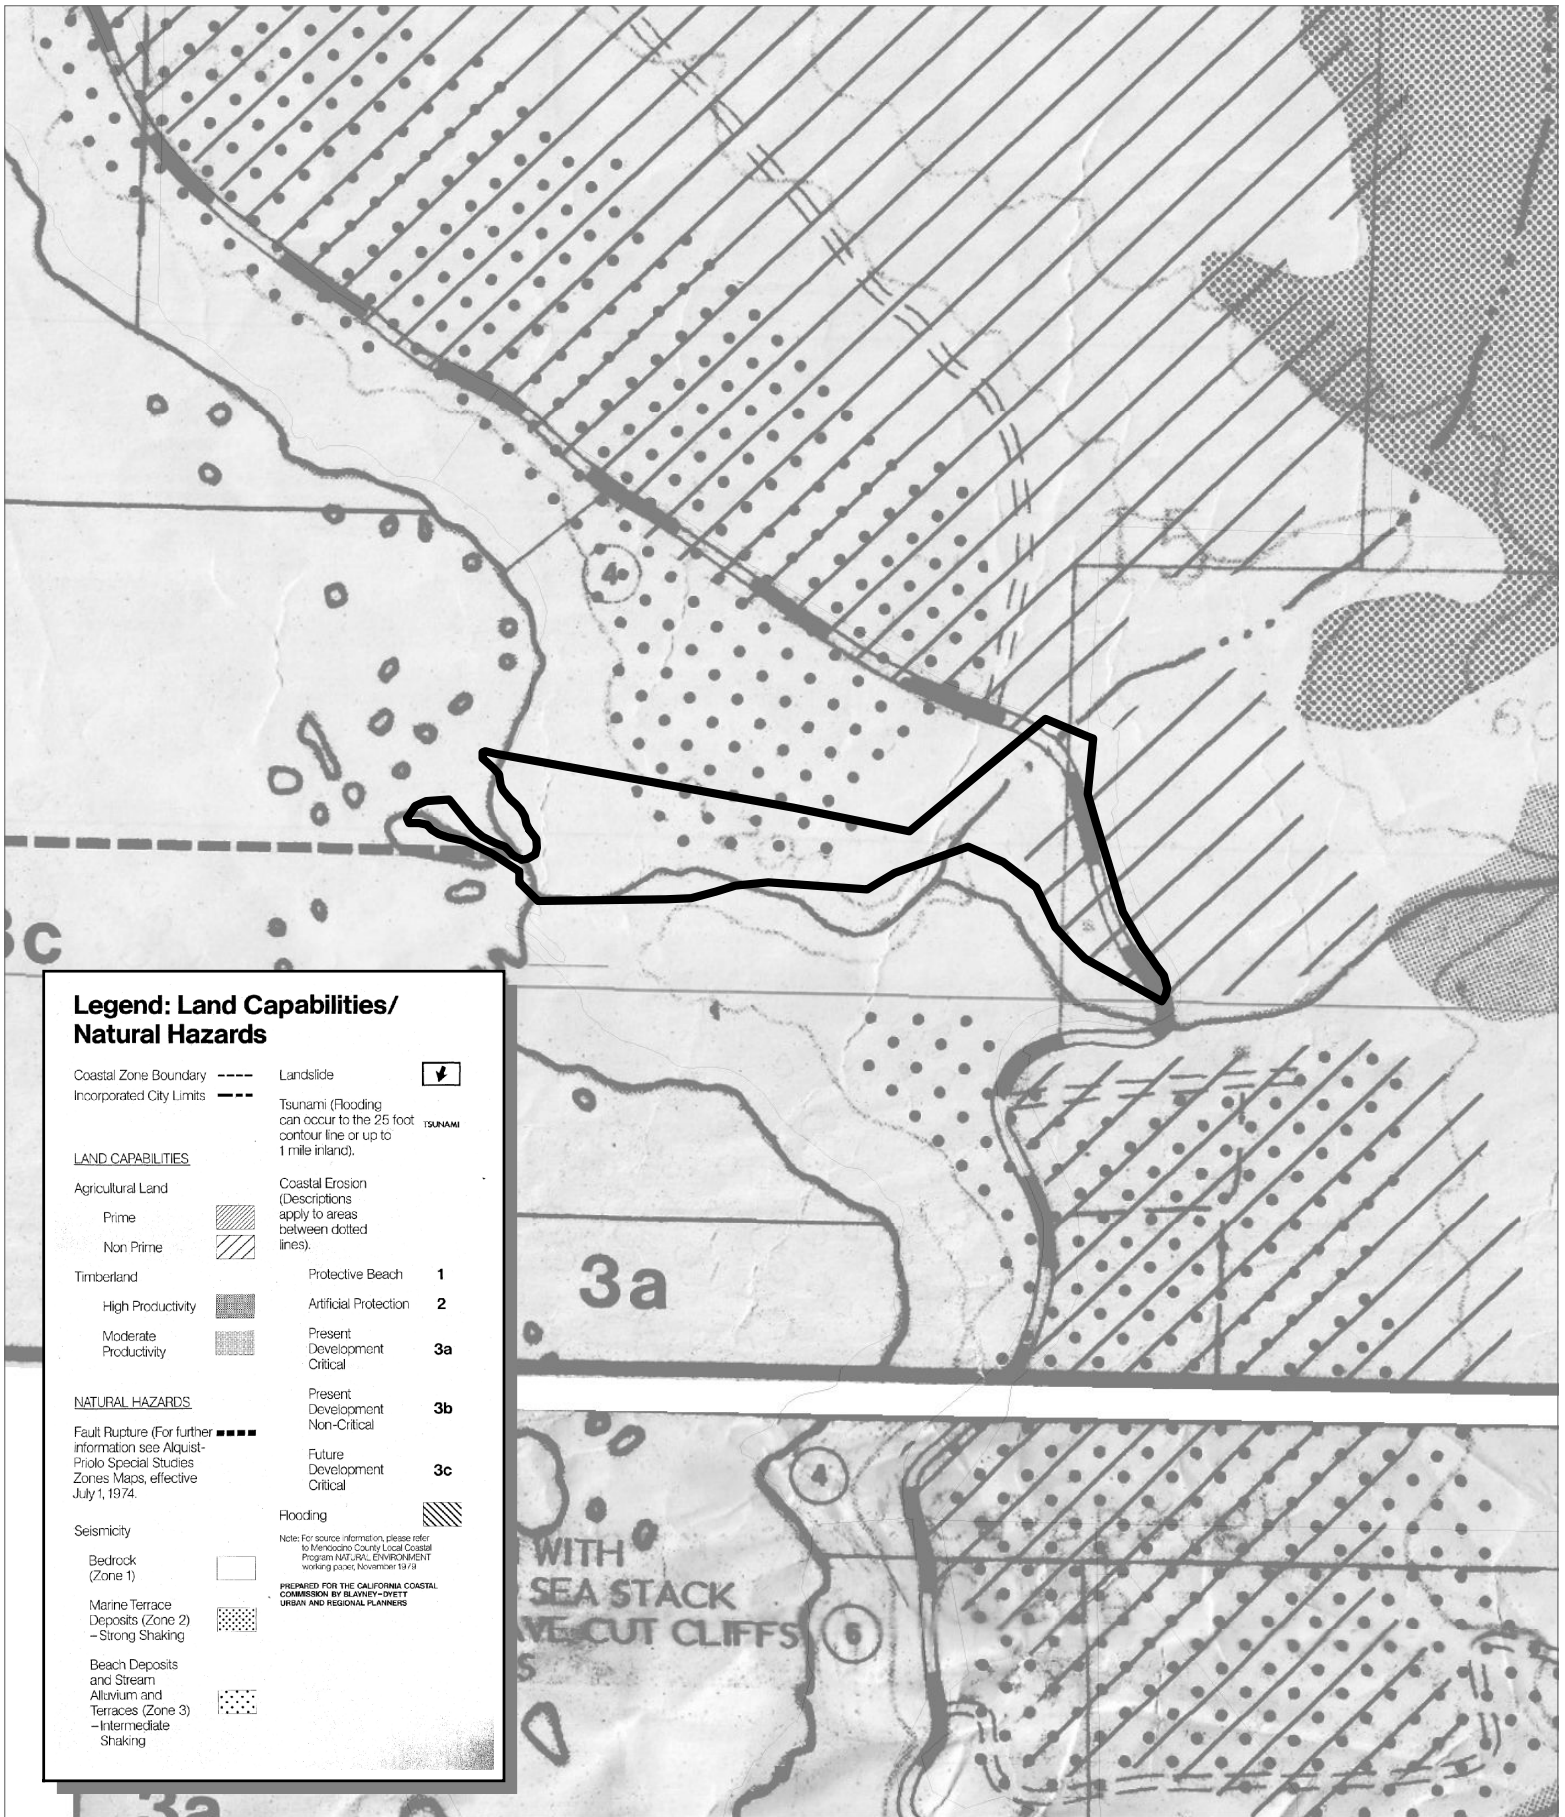 15
4
60
3c
Legend: Land Capabilities/
Natural Hazards
Coastal Zone Boundary
Incorporated City Limits
LAND CAPABILITIES
Agricultural Land
Prime
Non Prime
Timberland
High Productivity
Moderate
Productivity
NATURAL HAZARDS
Fault Rupture (For further
information see Alquist-
Priolo Special Studies
Zones Maps, effective
July 1, 1974.
Seismicity
Bedrock
(Zone 1)
Marine Terrace
Deposits (Zone 2)
–Strong Shaking
Beach Deposits
and Stream
Alluvium and
Terraces (Zone 3)
–Intermediate
Shaking
Landslide
Tsunami (Flooding
can occur to the 25 foot
contour line or up to
1 mile inland).
TSUNAMI
Coastal Erosion
(Descriptions
apply to areas
between dotted
lines).
Protective Beach 1
Artificial Protection 2
Present
Development
Critical
3a
Present
Development
Non-Critical
3b
Future
Development
Critical
3c
Flooding
Note: For source information, please refer
to Mendocino County Local Coastal
Program NATURAL ENVIRONMENT
working paper, November 1979
PREPARED FOR THE CALIFORNIA COASTAL
COMMISSION BY BLAYNEY-DYETT
URBAN AND REGIONAL PLANNERS
3a
4
WITH
SEA STACK
CUT CLIFFS
6
3a